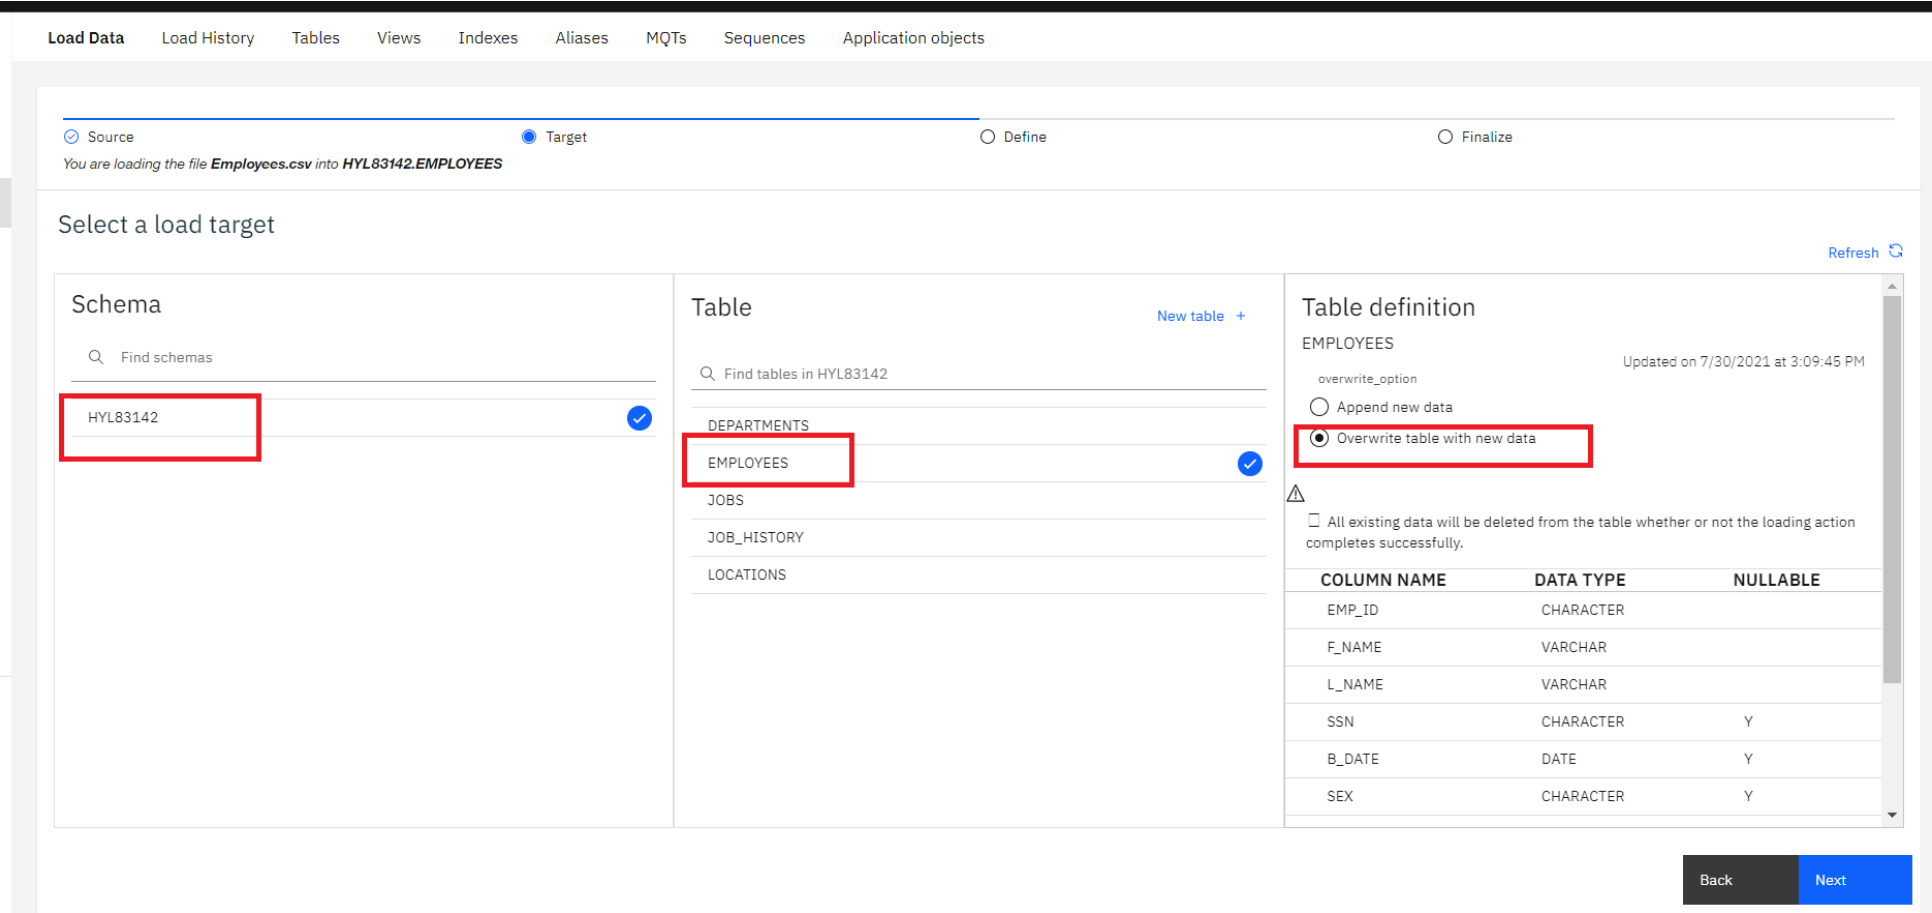 Load Data Load History Tables Views Indexes Aliases MQTs Sequences Application objects
Source Target Define Finalize
You are loading the file Employees.csv into HYL83142.EMPLOYEES
Select a load target
Refresh
Schema
Find schemas
HYL83142
Table
New table +
Find tables in HYL83142
DEPARTMENTS
EMPLOYEES
JOBS
JOB_HISTORY
LOCATIONS
Table definition
EMPLOYEES
Updated on 7/30/2021 at 3:09:45 PM
overwrite_option
Append new data
Overwrite table with new data
All existing data will be deleted from the table whether or not the loading action
completes successfully.
COLUMN NAME DATA TYPE NULLABLE
EMP_ID CHARACTER
F_NAME VARCHAR
L_NAME VARCHAR
SSN CHARACTER Y
B_DATE DATE Y
SEX CHARACTER Y
Back Next